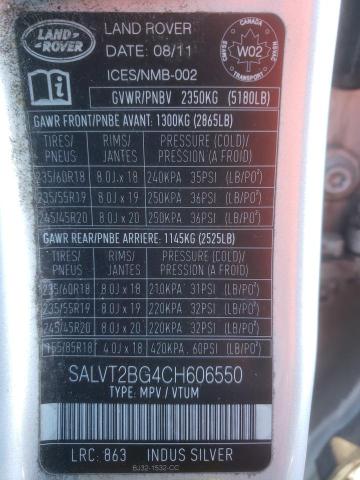 LAND-
ROVER
LAND ROVER
DATE: 08/11
ICES/NMB-002
CANADA
W02
GVWR/PNBV 2350KG (5180LB)
GAWR FRONT/PNBE AVANT: 1300KG (2865LB)
TIRES/ RIMS/ PRESSURE (COLD)/
PNEUS JANTES PRESSION (A FROID)
235/60R18 8.0J x 18 240KPA 35PSI (LB/PO²)
235/55R19 8.0J x 19 250KPA 36PSI (LB/PO²)
245/45R20 8.0J x 20 250KPA 36PSI (LB/PO²)
GAWR REAR/PNBE ARRIERE: 1145KG (2525LB)
TIRES/ RIMS/ PRESSURE (COLD)/
PNEUS JANTES PRESSION (A FROID)
235/60R18 8.0J x 18 210KPA 31PSI (LB/PO²)
235/55R19 8.0J x 19 220KPA 32PSI (LB/PO²)
245/45R20 8.0J x 20 220KPA 32PSI (LB/PO²)
155/85R18 4.0J x 18 420KPA 60PSI (LB/PO²)
SALVT2BG4CH606550
TYPE: MPV / VTUM
LRC: 863 INDUS SILVER
BJ32-1532-CC